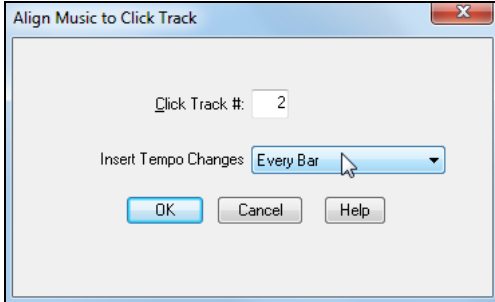 Align Music to Click Track
Click Track #: 2
Insert Tempo Changes Every Bar
OK Cancel Help